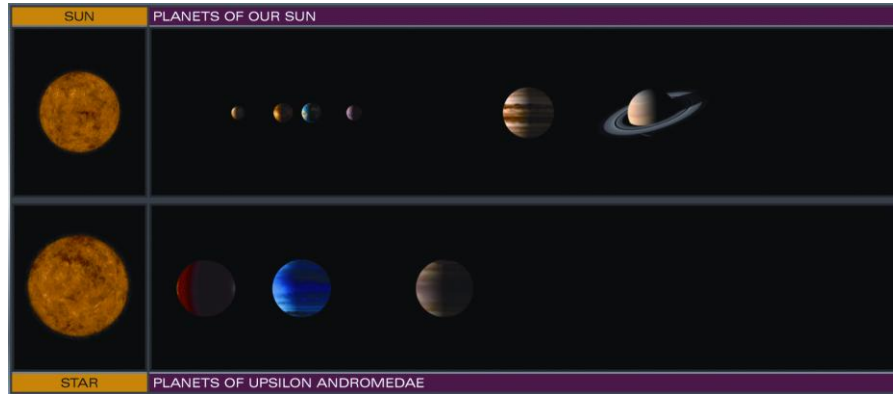 SUN
PLANETS OF OUR SUN
STAR
PLANETS OF UPSILON ANDROMEDAE